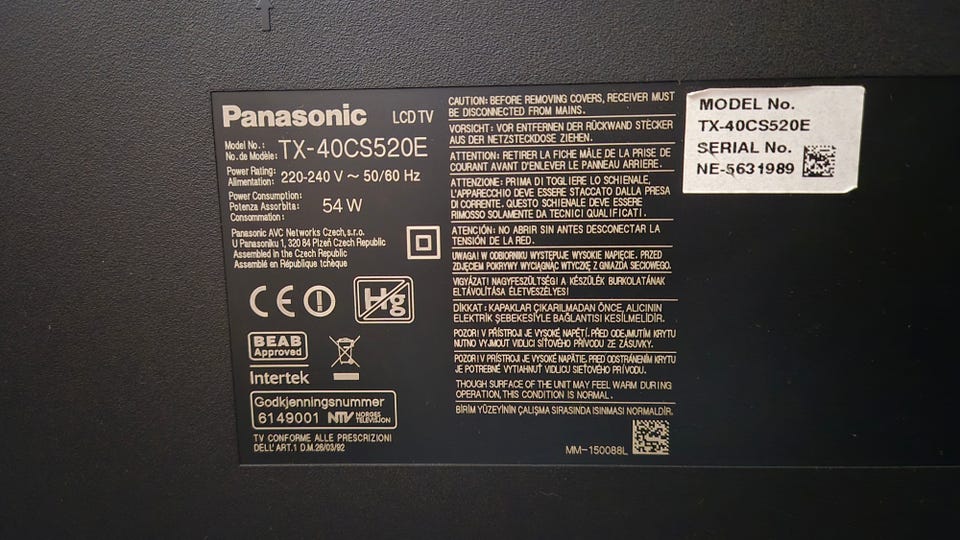 Panasonic LCD TV
Model No.:
No. de Modèle: TX-40CS520E
Power Rating:
Alimentation: 220-240 V ~ 50/60 Hz
Power Consumption:
Potenza Assorbita: 54 W
Consommation:
Panasonic AVC Networks Czech, s.r.o.
U Panasoniku 1, 320 84 Plzeň Czech Republic
Assembled in the Czech Republic
Assemblé en République tchèque
CE
Hg
BEAB
Approved
Intertek
Godkjenningsnummer
6149001 NTV NORGES
TELEVISJON
TV CONFORME ALLE PRESCRIZIONI
DELL'ART.1 D.M.26/03/92
CAUTION: BEFORE REMOVING COVERS, RECEIVER MUST
BE DISCONNECTED FROM MAINS.
VORSICHT: VOR ENTFERNEN DER RÜCKWAND STECKER
AUS DER NETZSTECKDOSE ZIEHEN.
ATTENTION: RETIRER LA FICHE MÂLE DE LA PRISE DE
COURANT AVANT D'ENLEVER LE PANNEAU ARRIERE.
ATTENZIONE: PRIMA DI TOGLIERE LO SCHIENALE,
L'APPARECCHIO DEVE ESSERE STACCATO DALLA PRESA
DI CORRENTE. QUESTO SCHIENALE DEVE ESSERE
RIMOSSO SOLAMENTE DA TECNICI QUALIFICATI.
ATENCIÓN: NO ABRIR SIN ANTES DESCONECTAR LA
TENSIÓN DE LA RED.
UWAGA! W ODBIORNIKU WYSTĘPUJE WYSOKIE NAPIĘCIE. PRZED
ZDJĘCIEM POKRYWY WYCIĄGNĄĆ WTYCZKĘ Z GNIAZDA SIECIOWEGO.
VIGYÁZAT! NAGYFESZÜLTSÉG! A KÉSZÜLÉK BURKOLATÁNAK
ELTÁVOLÍTÁSA ÉLETVESZÉLYES!
DİKKAT: KAPAKLAR ÇIKARILMADAN ÖNCE, ALICININ
ELEKTRİK ŞEBEKESİYLE BAĞLANTISI KESİLMELİDİR.
POZOR! V PŘÍSTROJI JE VYSOKÉ NAPĚTÍ. PŘED ODEJMUTÍM KRYTU
NUTNO VYJMOUT VIDLICI SÍŤOVÉHO PŘÍVODU ZE ZÁSUVKY.
POZOR! V PRÍSTROJI JE VYSOKÉ NAPÄTIE. PRED ODSTRÁNENÍM KRYTU
JE POTREBNÉ VYTIAHNUŤ VIDLICU SIEŤOVÉHO PRÍVODU.
THOUGH SURFACE OF THE UNIT MAY FEEL WARM DURING
OPERATION, THIS CONDITION IS NORMAL.
BİRİM YÜZEYİNİN ÇALIŞMA SIRASINDA ISINMASI NORMALDİR.
MM-150088L
MODEL No.
TX-40CS520E
SERIAL No.
NE-5631989